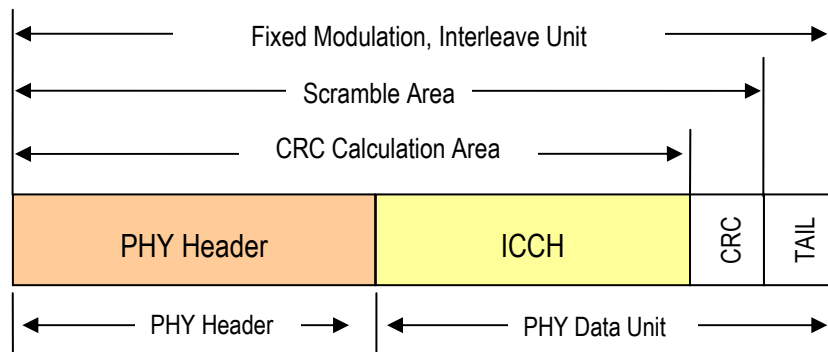 Fixed Modulation, Interleave Unit
Scramble Area
CRC Calculation Area
PHY Header
ICCH
CRC
TAIL
PHY Header
PHY Data Unit